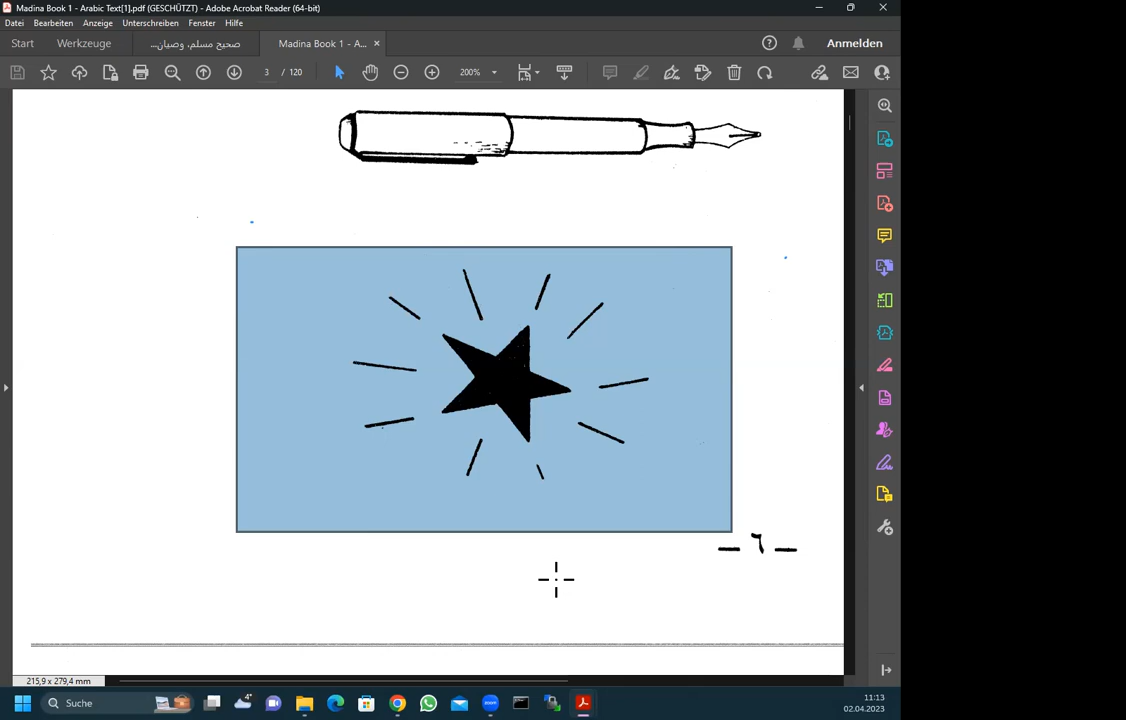 Madina Book 1 - Arabic Text[1].pdf (GESCHÜTZT) - Adobe Acrobat Reader (64-bit)
Datei Bearbeiten Anzeige Unterschreiben Fenster Hilfe
Start Werkzeuge صحيح مسلم، وصيان... Madina Book 1 - A... ×
Anmelden
3 / 120 200%
– ٦ –
215,9 x 279,4 mm
Suche 4° zoom 11:13
02.04.2023